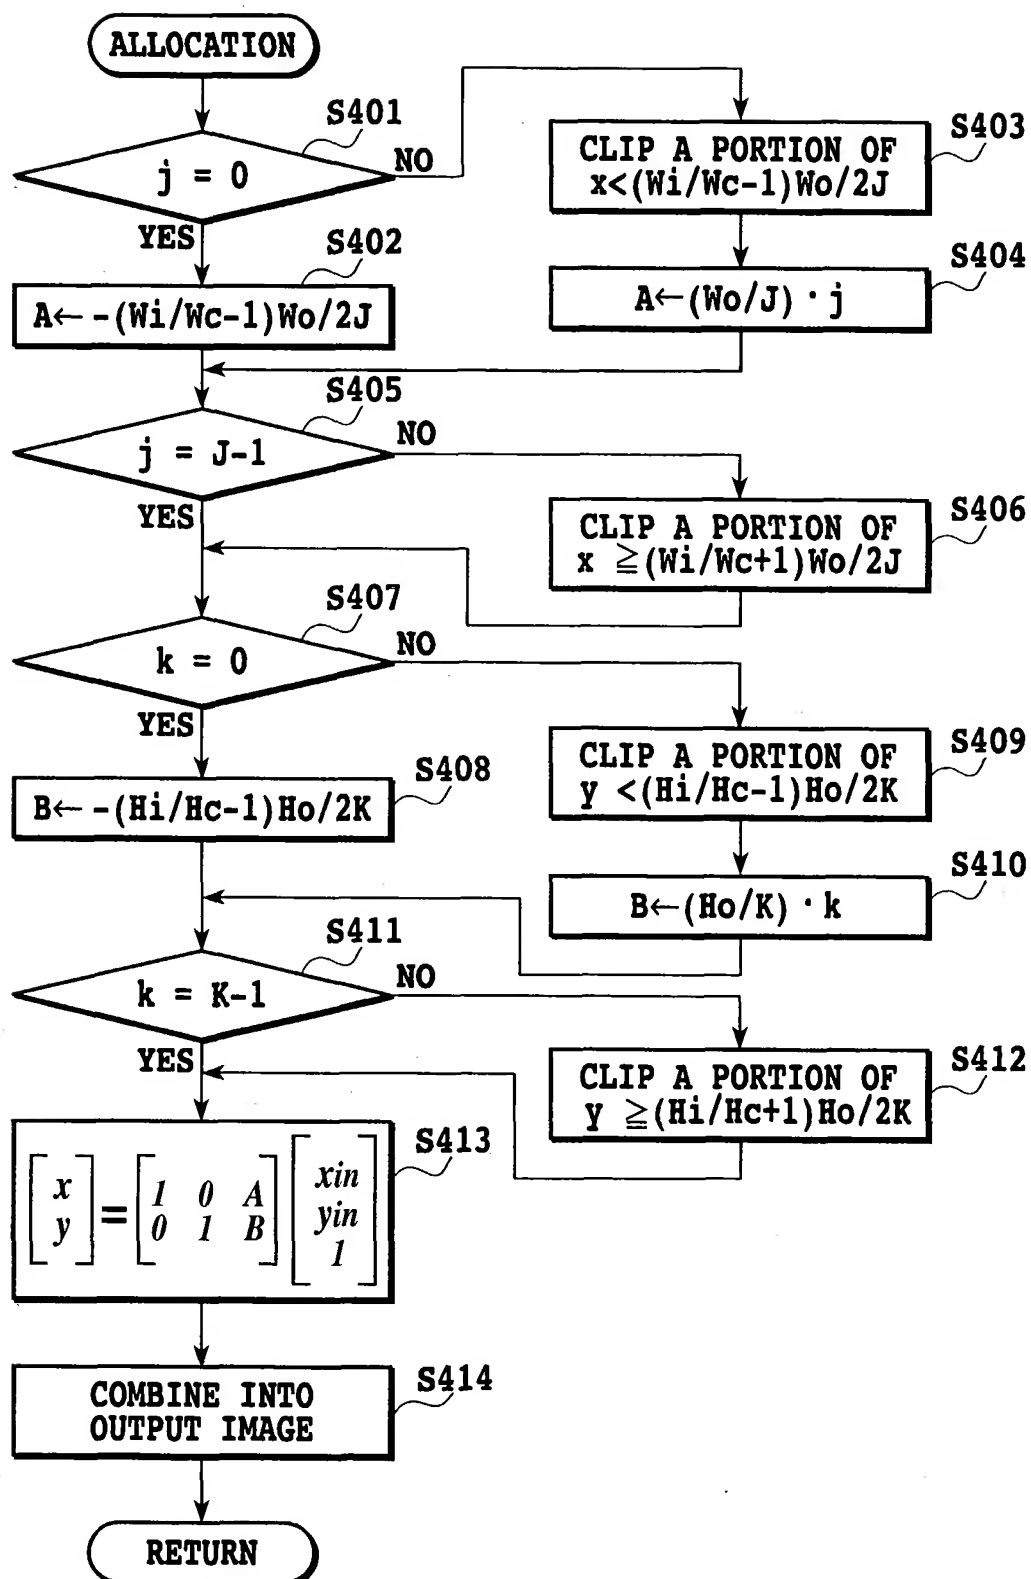 ALLOCATION
S401
j = 0
NO
YES
S402
A←-(Wi/Wc-1)Wo/2J
S403
CLIP A PORTION OF
x<(Wi/Wc-1)Wo/2J
S404
A←(Wo/J)·j
S405
j = J-1
NO
YES
S406
CLIP A PORTION OF
x ≧(Wi/Wc+1)Wo/2J
S407
k = 0
NO
YES
S408
B←-(Hi/Hc-1)Ho/2K
S409
CLIP A PORTION OF
y <(Hi/Hc-1)Ho/2K
S410
B←(Ho/K)·k
S411
k = K-1
NO
YES
S412
CLIP A PORTION OF
y ≧(Hi/Hc+1)Ho/2K
S413
[x y] = [1 0 A 0 1 B] [xin yin 1]
S414
COMBINE INTO
OUTPUT IMAGE
RETURN